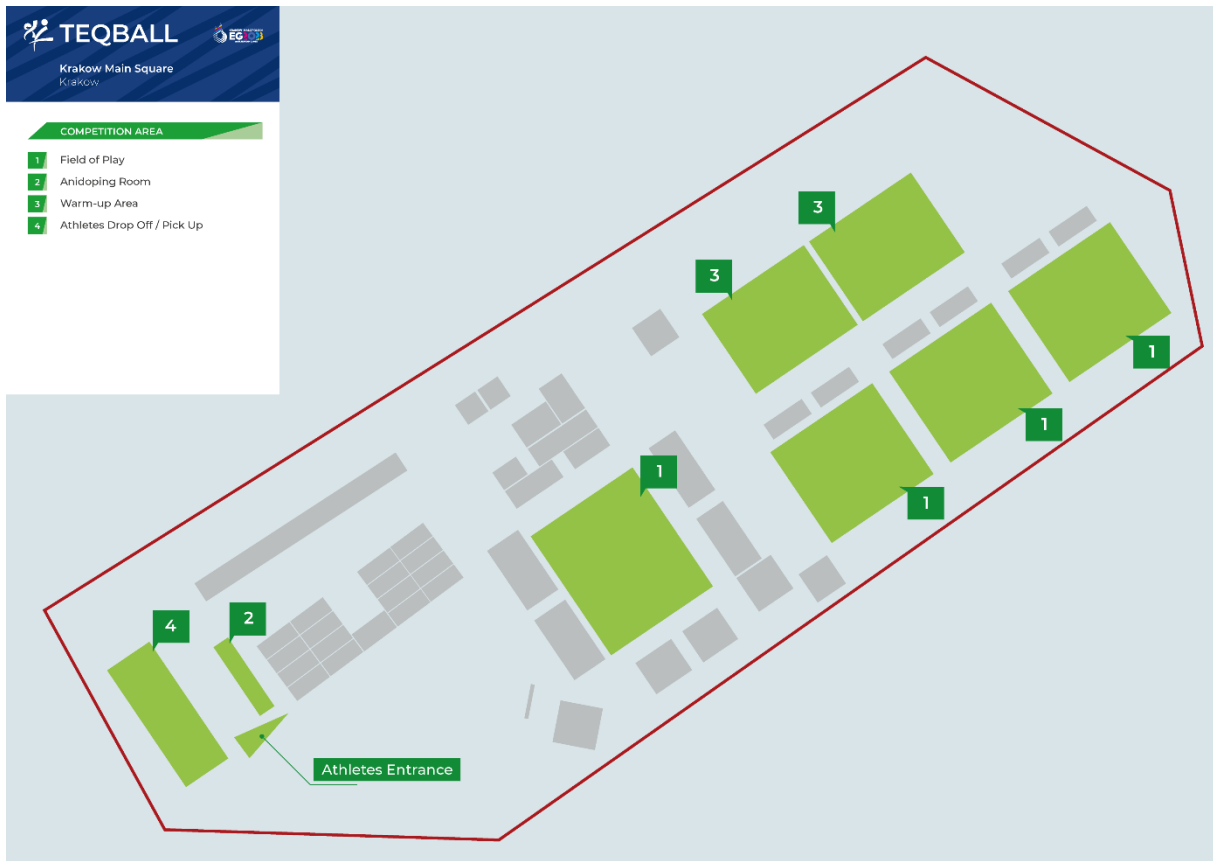 TEQBALL
EG2023
Krakow Main Square
Krakow
COMPETITION AREA
1 Field of Play
2 Anidoping Room
3 Warm-up Area
4 Athletes Drop Off / Pick Up
3
3
1
1
1
1
2
4
Athletes Entrance